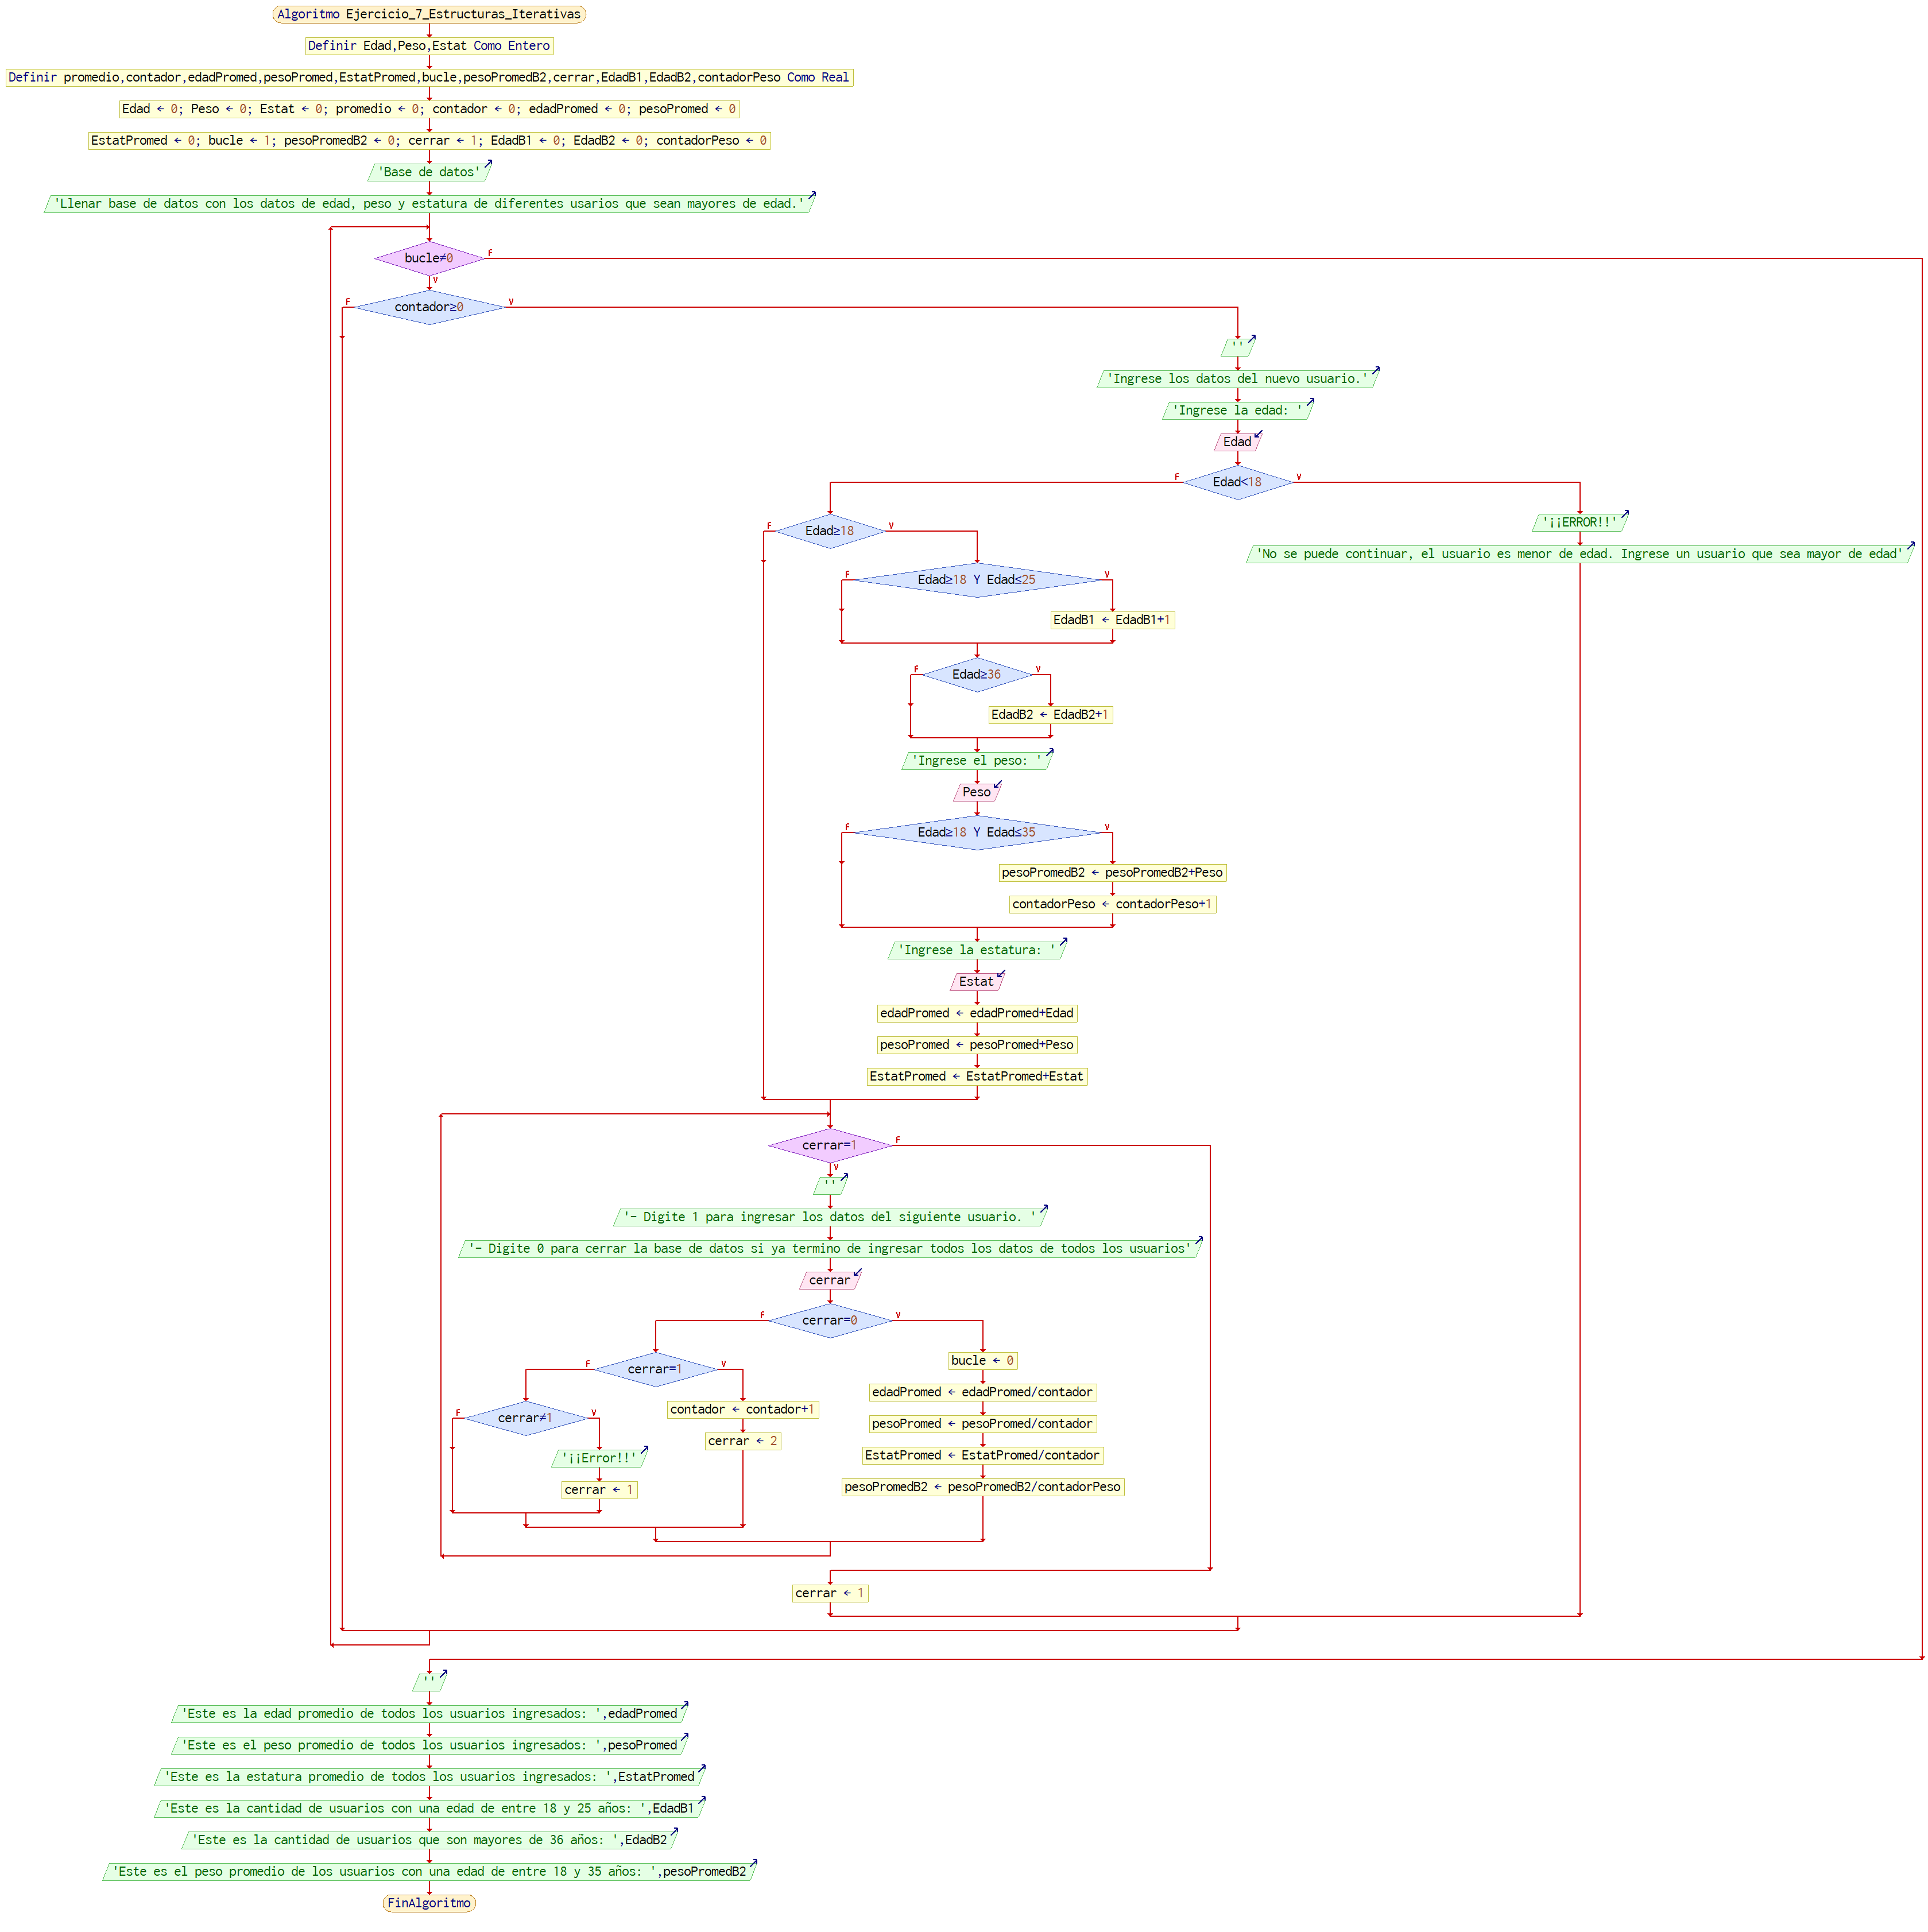 Algoritmo Ejercicio_7_Estructuras_Iterativas
Definir Edad,Peso,Estat Como Entero
Definir promedio,contador,edadPromed,pesoPromed,EstatPromed,bucle,pesoPromedB2,cerrar,EdadB1,EdadB2,contadorPeso Como Real
Edad ← 0; Peso ← 0; Estat ← 0; promedio ← 0; contador ← 0; edadPromed ← 0; pesoPromed ← 0
EstatPromed ← 0; bucle ← 1; pesoPromedB2 ← 0; cerrar ← 1; EdadB1 ← 0; EdadB2 ← 0; contadorPeso ← 0
'Base de datos'
'Llenar base de datos con los datos de edad, peso y estatura de diferentes usarios que sean mayores de edad.'
bucle≠0
F
V
contador≥0
F
V
''
'Ingrese los datos del nuevo usuario.'
'Ingrese la edad: '
Edad
Edad<18
F
V
'¡¡ERROR!!'
'No se puede continuar, el usuario es menor de edad. Ingrese un usuario que sea mayor de edad'
Edad≥18
F
V
Edad≥18 Y Edad≤25
F
V
EdadB1 ← EdadB1+1
Edad≥36
F
V
EdadB2 ← EdadB2+1
'Ingrese el peso: '
Peso
Edad≥18 Y Edad≤35
F
V
pesoPromedB2 ← pesoPromedB2+Peso
contadorPeso ← contadorPeso+1
'Ingrese la estatura: '
Estat
edadPromed ← edadPromed+Edad
pesoPromed ← pesoPromed+Peso
EstatPromed ← EstatPromed+Estat
cerrar=1
F
V
''
'- Digite 1 para ingresar los datos del siguiente usuario. '
'- Digite 0 para cerrar la base de datos si ya termino de ingresar todos los datos de todos los usuarios'
cerrar
cerrar=0
F
V
bucle ← 0
edadPromed ← edadPromed/contador
pesoPromed ← pesoPromed/contador
EstatPromed ← EstatPromed/contador
pesoPromedB2 ← pesoPromedB2/contadorPeso
cerrar=1
F
V
contador ← contador+1
cerrar ← 2
cerrar≠1
F
V
'¡¡Error!!'
cerrar ← 1
cerrar ← 1
''
'Este es la edad promedio de todos los usuarios ingresados: ',edadPromed
'Este es el peso promedio de todos los usuarios ingresados: ',pesoPromed
'Este es la estatura promedio de todos los usuarios ingresados: ',EstatPromed
'Este es la cantidad de usuarios con una edad de entre 18 y 25 años: ',EdadB1
'Este es la cantidad de usuarios que son mayores de 36 años: ',EdadB2
'Este es el peso promedio de los usuarios con una edad de entre 18 y 35 años: ',pesoPromedB2
FinAlgoritmo